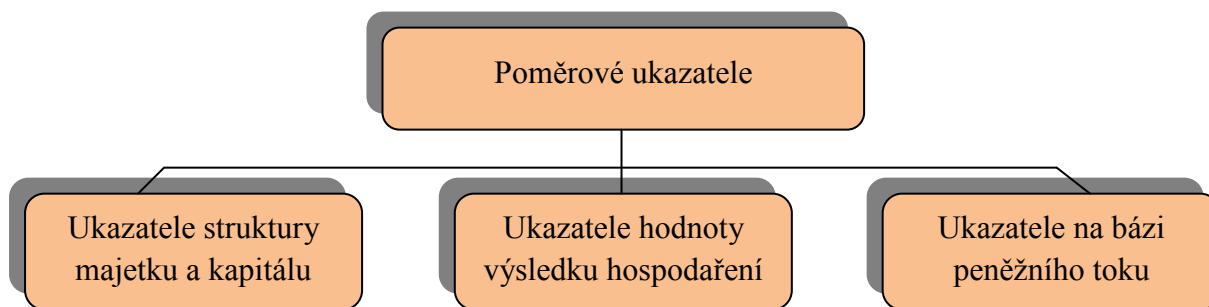 Poměrové ukazatele
Ukazatele struktury
majetku a kapitálu
Ukazatele hodnoty
výsledku hospodaření
Ukazatele na bázi
peněžního toku